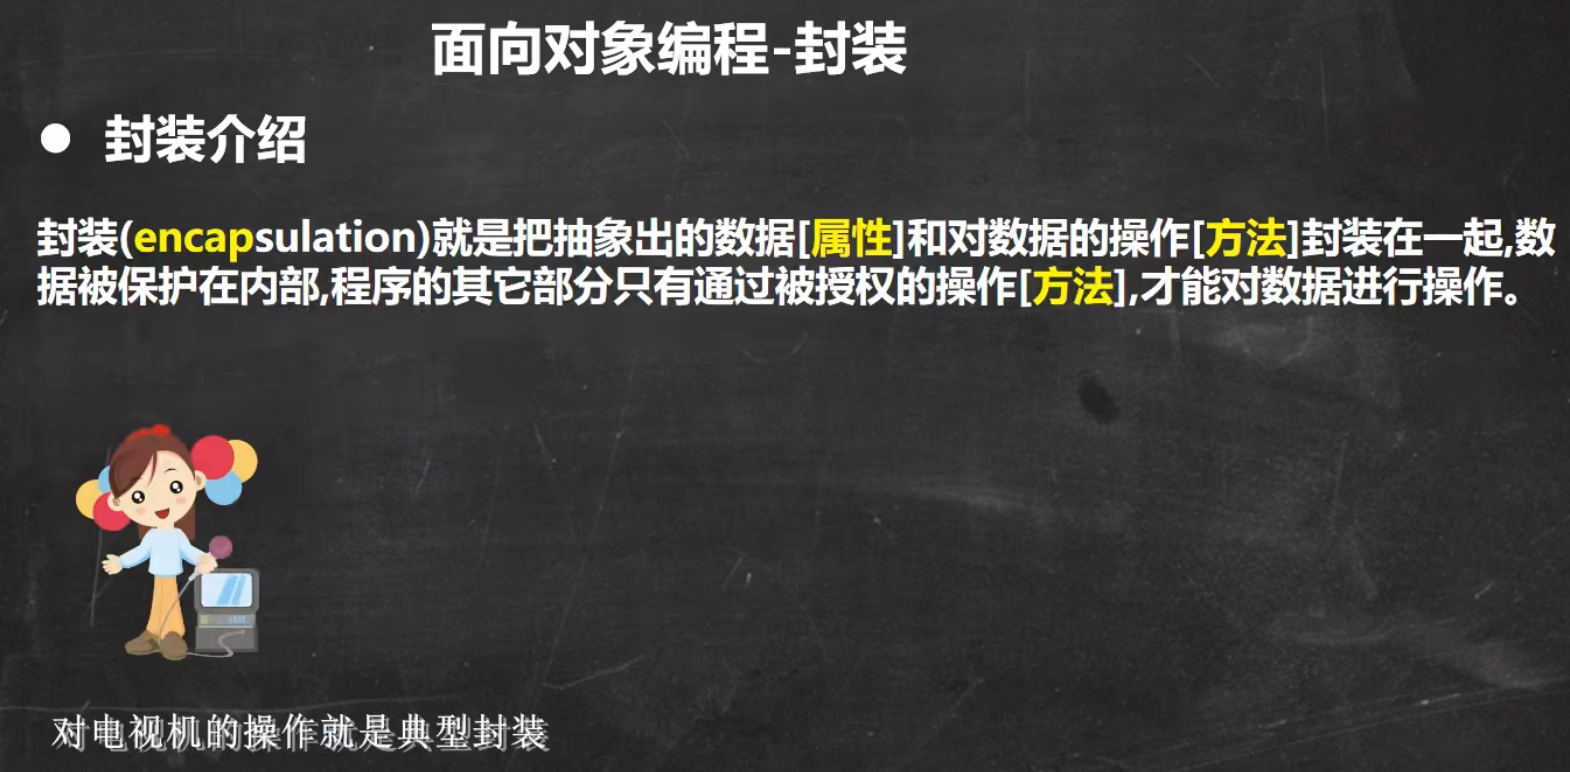 面向对象编程-封装
● 封装介绍
封装(encapsulation)就是把抽象出的数据[属性]和对数据的操作[方法]封装在一起,数
据被保护在内部,程序的其它部分只有通过被授权的操作[方法],才能对数据进行操作。
对电视机的操作就是典型封装